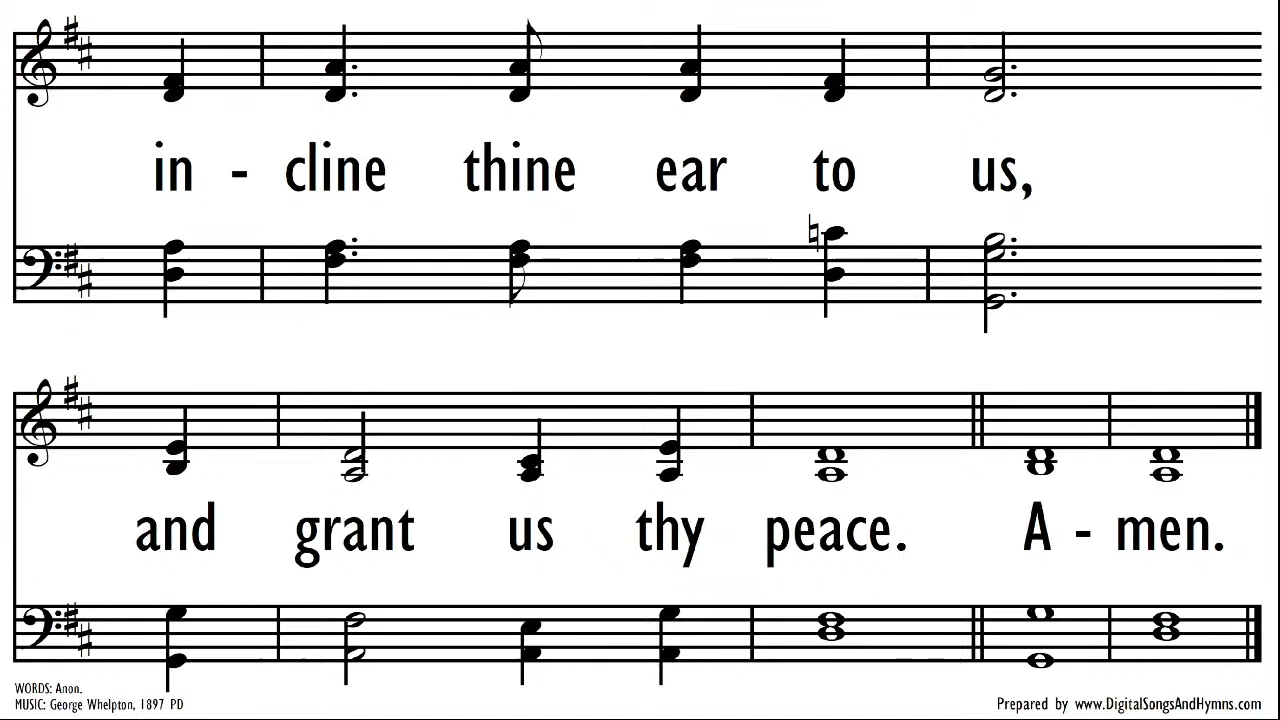 in - cline thine ear to us,
and grant us thy peace. A - men.
WORDS: Anon.
MUSIC: George Whelpton, 1897 PD
Prepared by www.DigitalSongsAndHymns.com